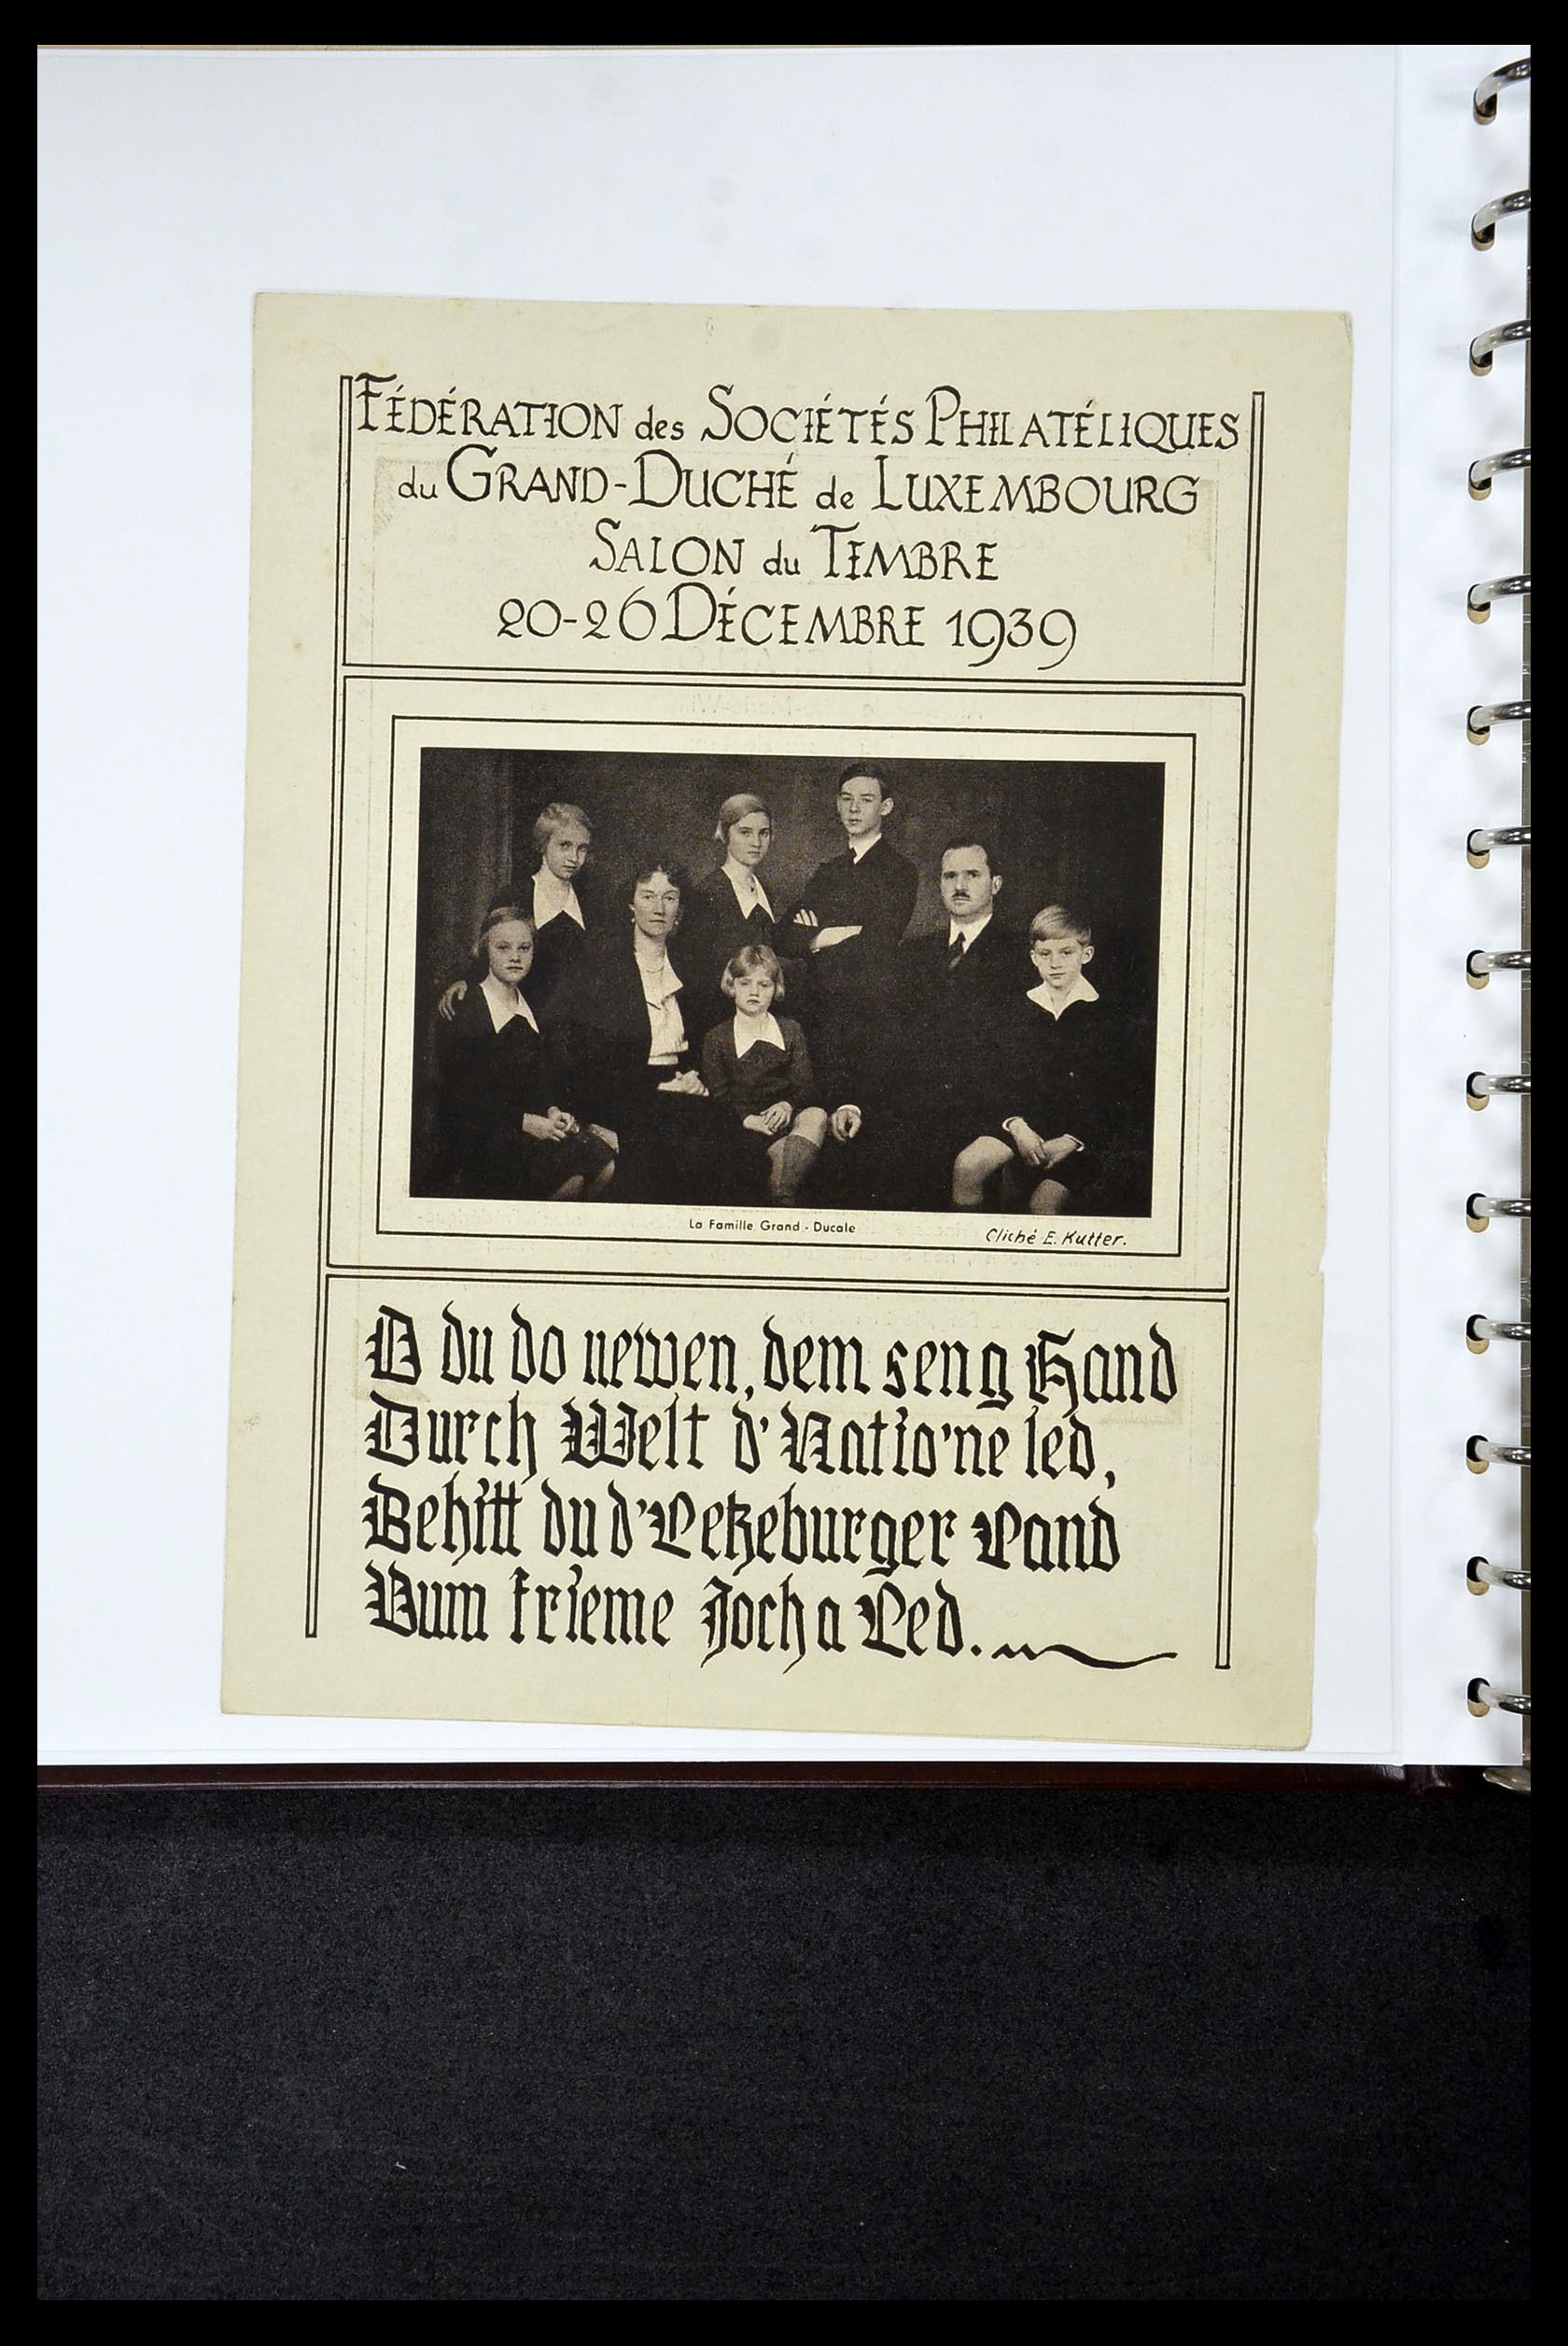 FÉDÉRATION des SOCIÉTÉS PHILATÉLIQUES
du GRAND-DUCHÉ de LUXEMBOURG
SALON du TIMBRE
20-26 DÉCEMBRE 1939
La Famille Grand-Ducale
Cliché E. Kutter.
O du do uewen, dem seng Hand
Durch Welt d'Natio'ne led,
Behitt du d'Letzeburger Land
Vum frieme Joch a Led.